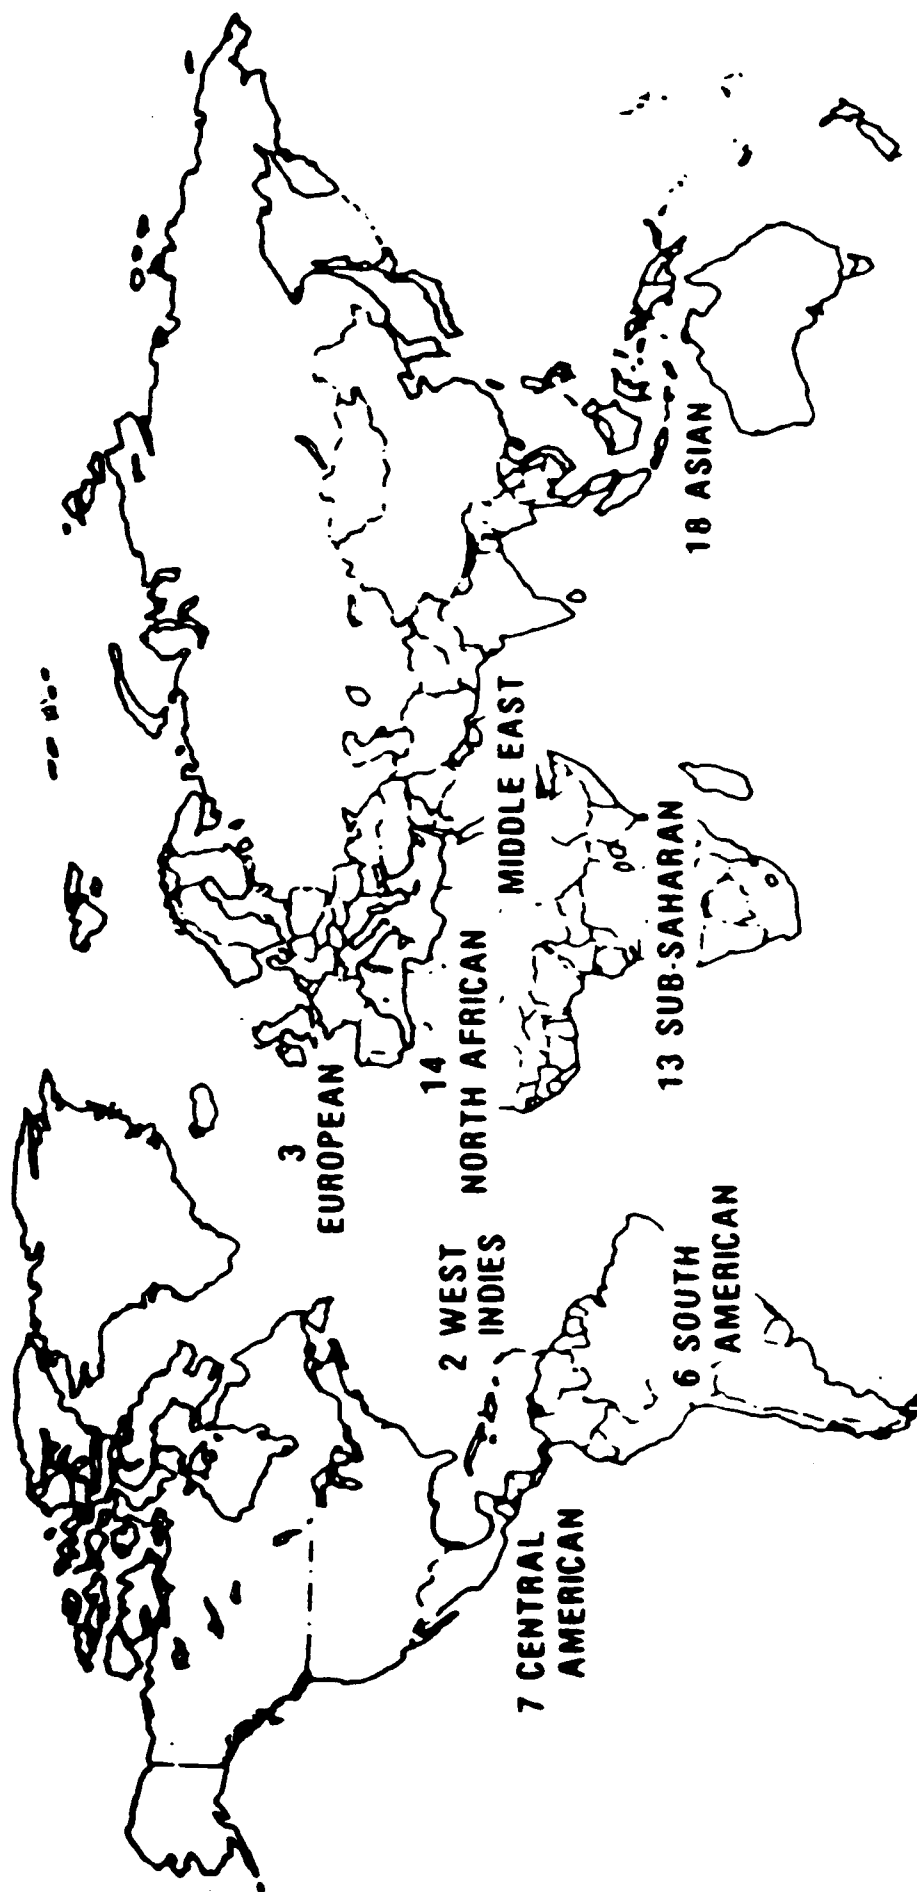 3
EUROPEAN
14
NORTH AFRICAN
MIDDLE EAST
2 WEST
INDIES
7 CENTRAL
AMERICAN
6 SOUTH
AMERICAN
13 SUB-SAHARAN
18 ASIAN